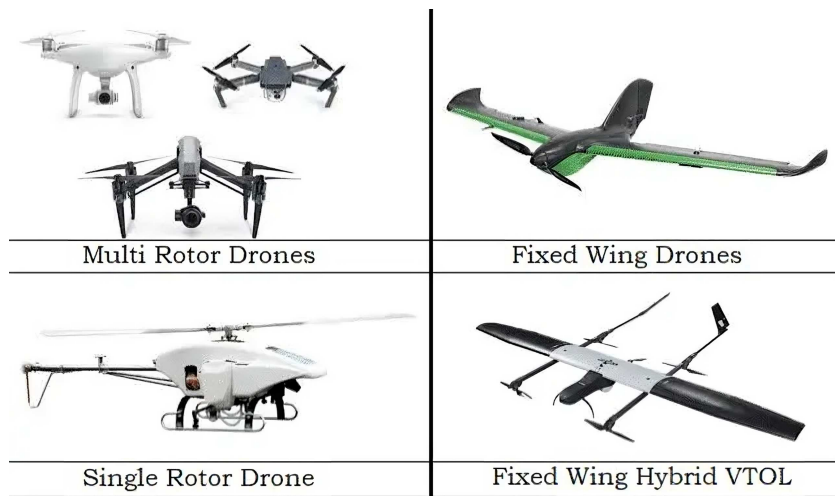 Multi Rotor Drones
Fixed Wing Drones
Single Rotor Drone
Fixed Wing Hybrid VTOL